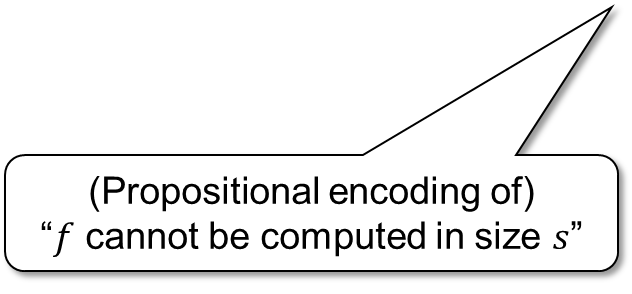 (Propositional encoding of)
“𝑓 cannot be computed in size 𝑠”